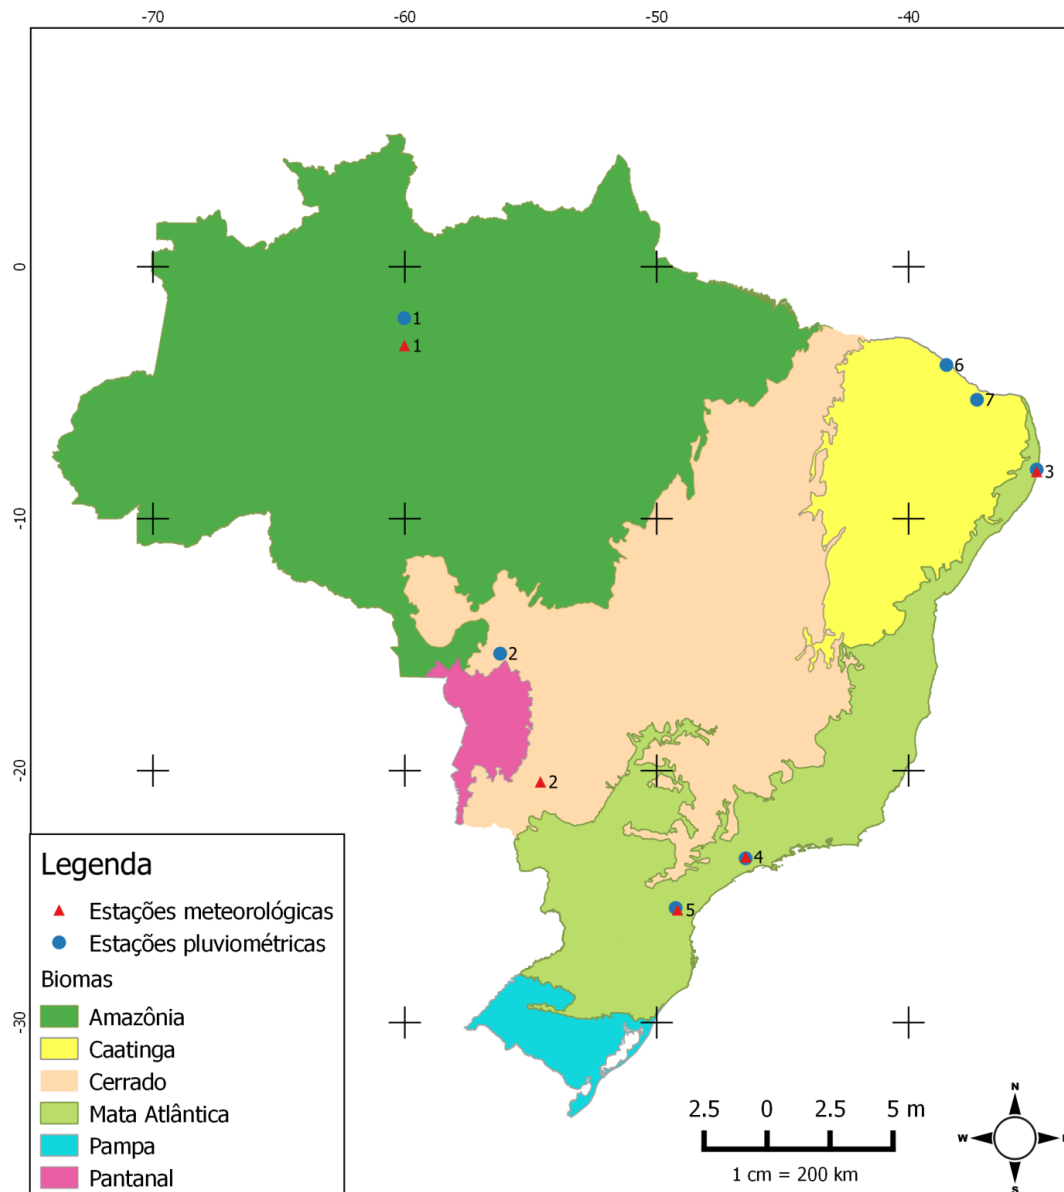 -70 -60 -50 -40
0
1
1
6
7
3
-10
2
-20
2
4
5
-30
Legenda
Estações meteorológicas
Estações pluviométricas
Biomas
Amazônia
Caatinga
Cerrado
Mata Atlântica
Pampa
Pantanal
2.5 0 2.5 5 m
1 cm = 200 km
N
W
S